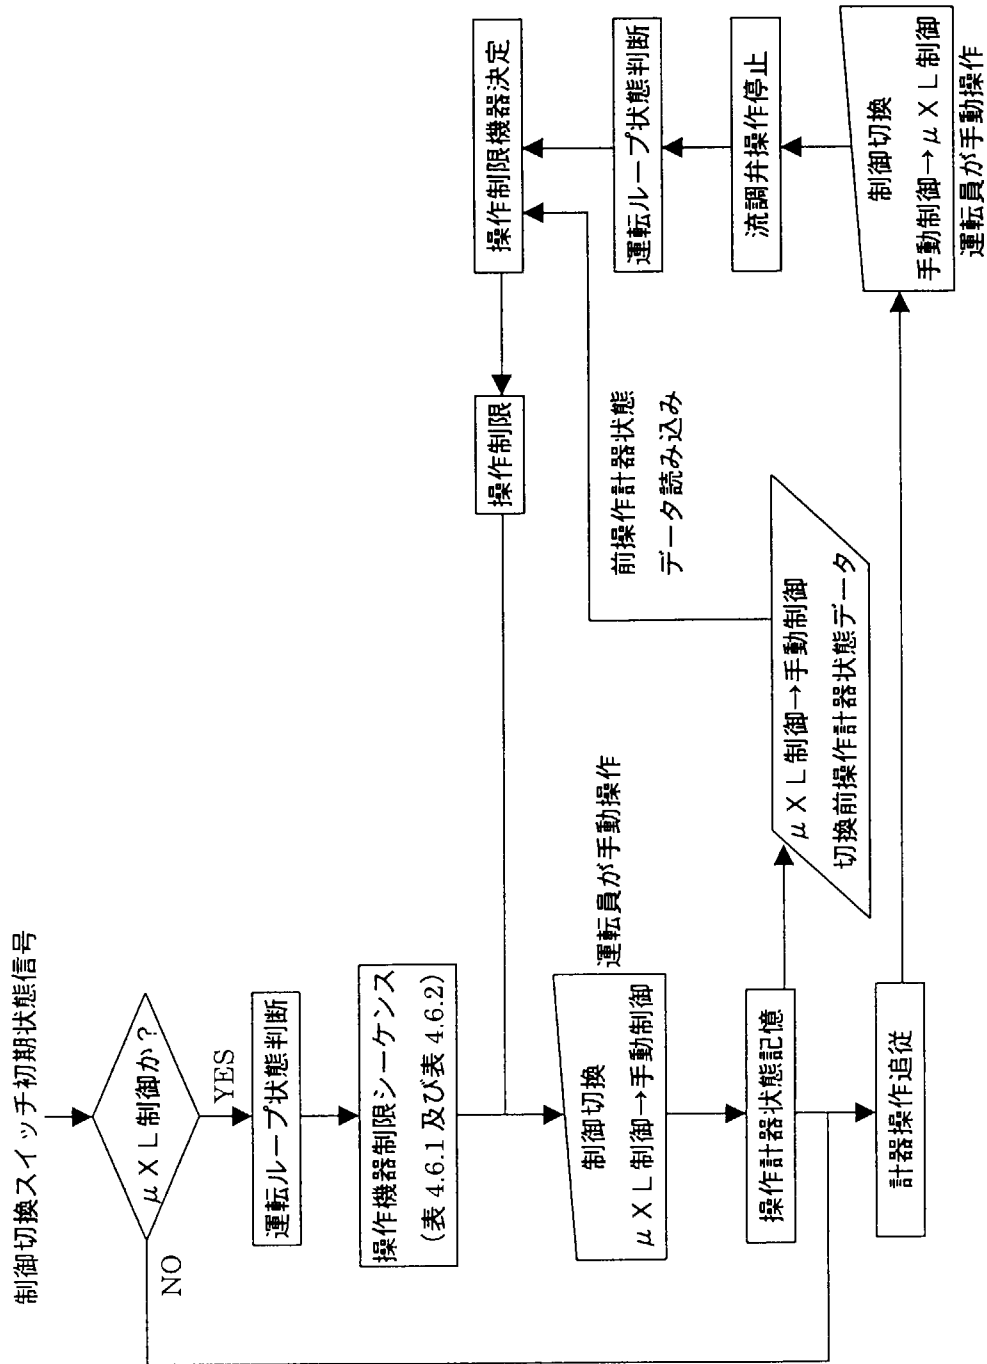 制御切換スイッチ初期状態信号
μXL制御か？
NO
YES
運転ループ状態判断
操作機器制限シーケンス
（表 4.6.1 及び表 4.6.2）
制御切換
μXL制御→手動制御
運転員が手動操作
操作計器状態記憶
計器操作追従
μXL制御→手動制御
切換前操作計器状態データ
前操作計器状態
データ読み込み
制御切換
手動制御→μXL制御
運転員が手動操作
流調弁操作停止
運転ループ状態判断
操作制限機器決定
操作制限